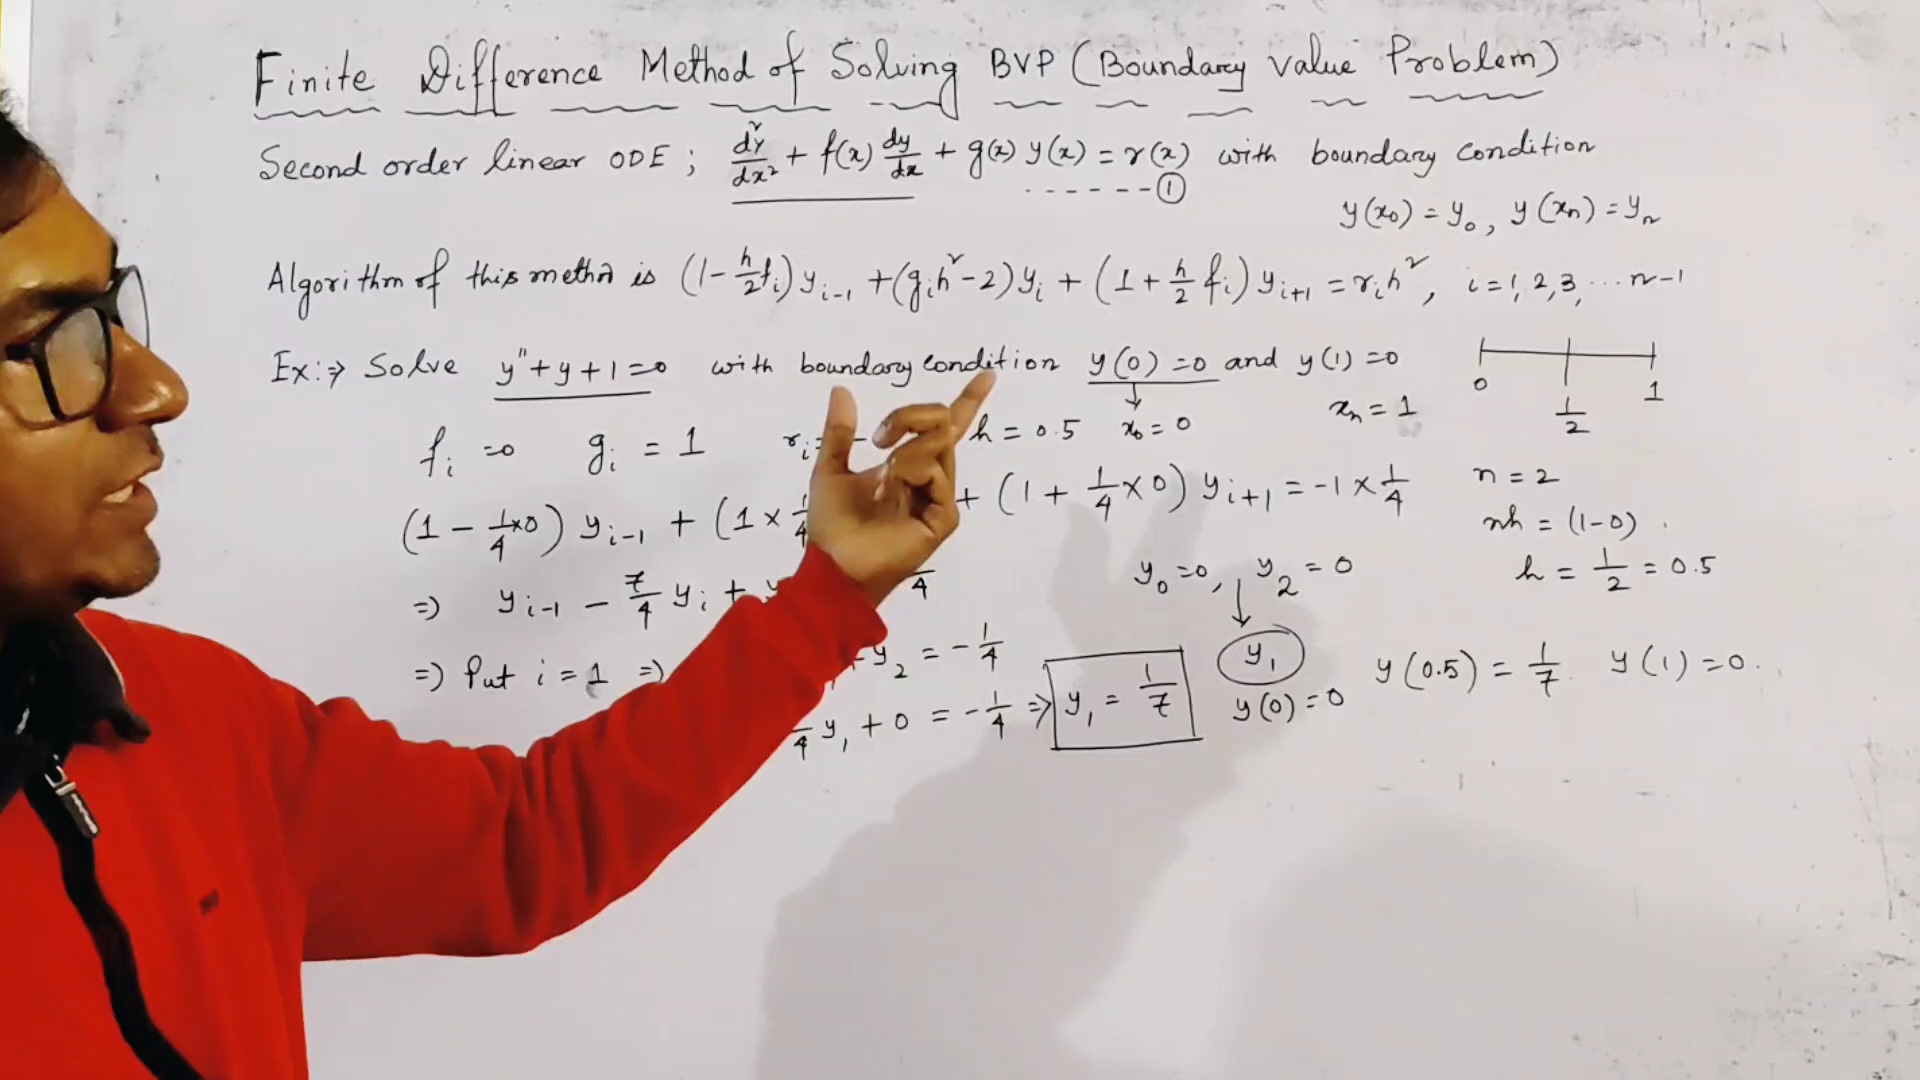 Finite Difference Method of Solving BVP (Boundary Value Problem)
Second order linear ODE ; d²y/dx² + f(x) dy/dx + g(x) y(x) = r(x) with boundary condition
------①
y(x₀) = y₀, y(xₙ) = yₙ
Algorithm of this method is (1 - h/2 fᵢ) yᵢ₋₁ + (gᵢh² - 2) yᵢ + (1 + h/2 fᵢ) yᵢ₊₁ = rᵢh², i = 1, 2, 3, ... n-1
Ex:⇒ Solve y" + y + 1 = 0 with boundary condition y(0) = 0 and y(1) = 0
0 1/2 1
fᵢ = 0 gᵢ = 1 rᵢ = - h = 0.5 x₀ = 0 xₙ = 1
(1 - 1/4 × 0) yᵢ₋₁ + (1 × 1/4 + (1 + 1/4 × 0) yᵢ₊₁ = -1 × 1/4
n = 2
nh = (1-0)
h = 1/2 = 0.5
⇒ yᵢ₋₁ - 7/4 yᵢ + y 4
y₀ = 0, y₂ = 0
↓
y₁
⇒ Put i = 1 ⇒ + y₂ = -1/4
4 y₁ + 0 = -1/4 ⇒ y₁ = 1/7
y(0) = 0 y(0.5) = 1/7 y(1) = 0.